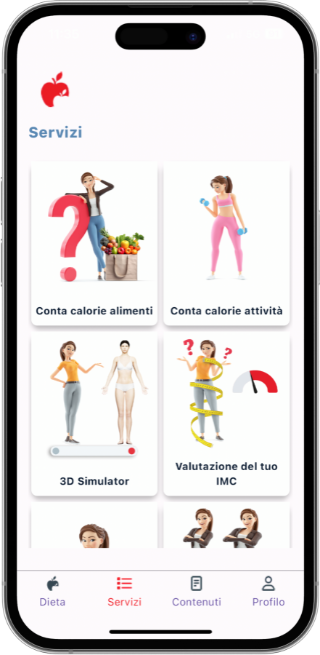 Servizi
Conta calorie alimenti
Conta calorie attività
3D Simulator
Valutazione del tuo
IMC
Dieta
Servizi
Contenuti
Profilo